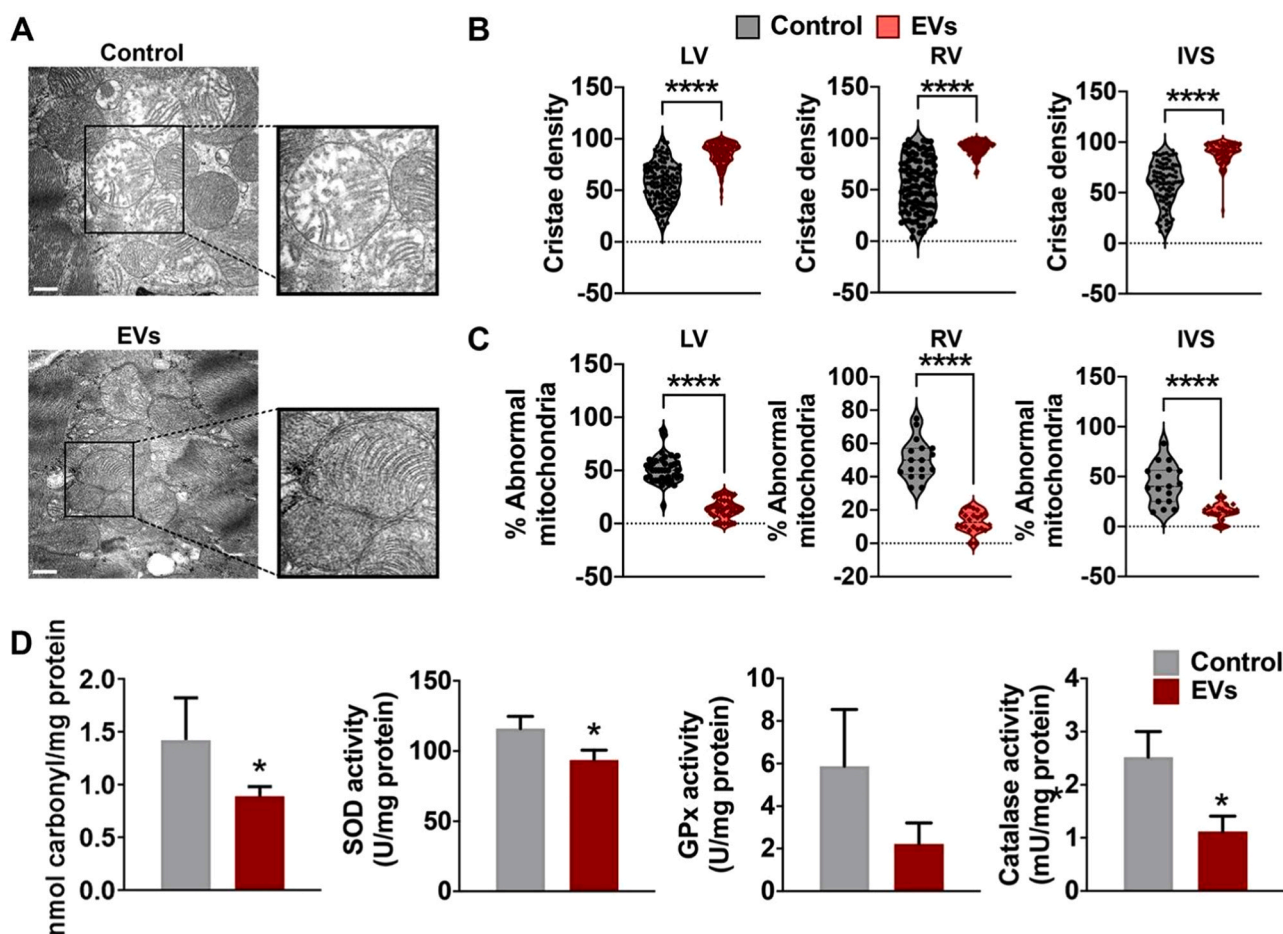 A
Control
EVs
B
Control EVs
LV RV IVS
Cristae density
150
100
50
0
-50
****
Cristae density
150
100
50
0
-50
****
Cristae density
150
100
50
0
-50
****
C
LV RV IVS
% Abnormal
mitochondria
150
100
50
0
-50
****
% Abnormal
mitochondria
100
80
60
40
20
0
-20
****
% Abnormal
mitochondria
150
100
50
0
-50
****
D
nmol carbonyl/mg protein
2.0
1.5
1.0
0.5
0.0
*
SOD activity
(U/mg protein)
150
100
50
0
*
GPx activity
(U/mg protein)
8
6
4
2
0
Catalase activity
(mU/mg protein)
*
4
3
2
1
0
*
Control
EVs